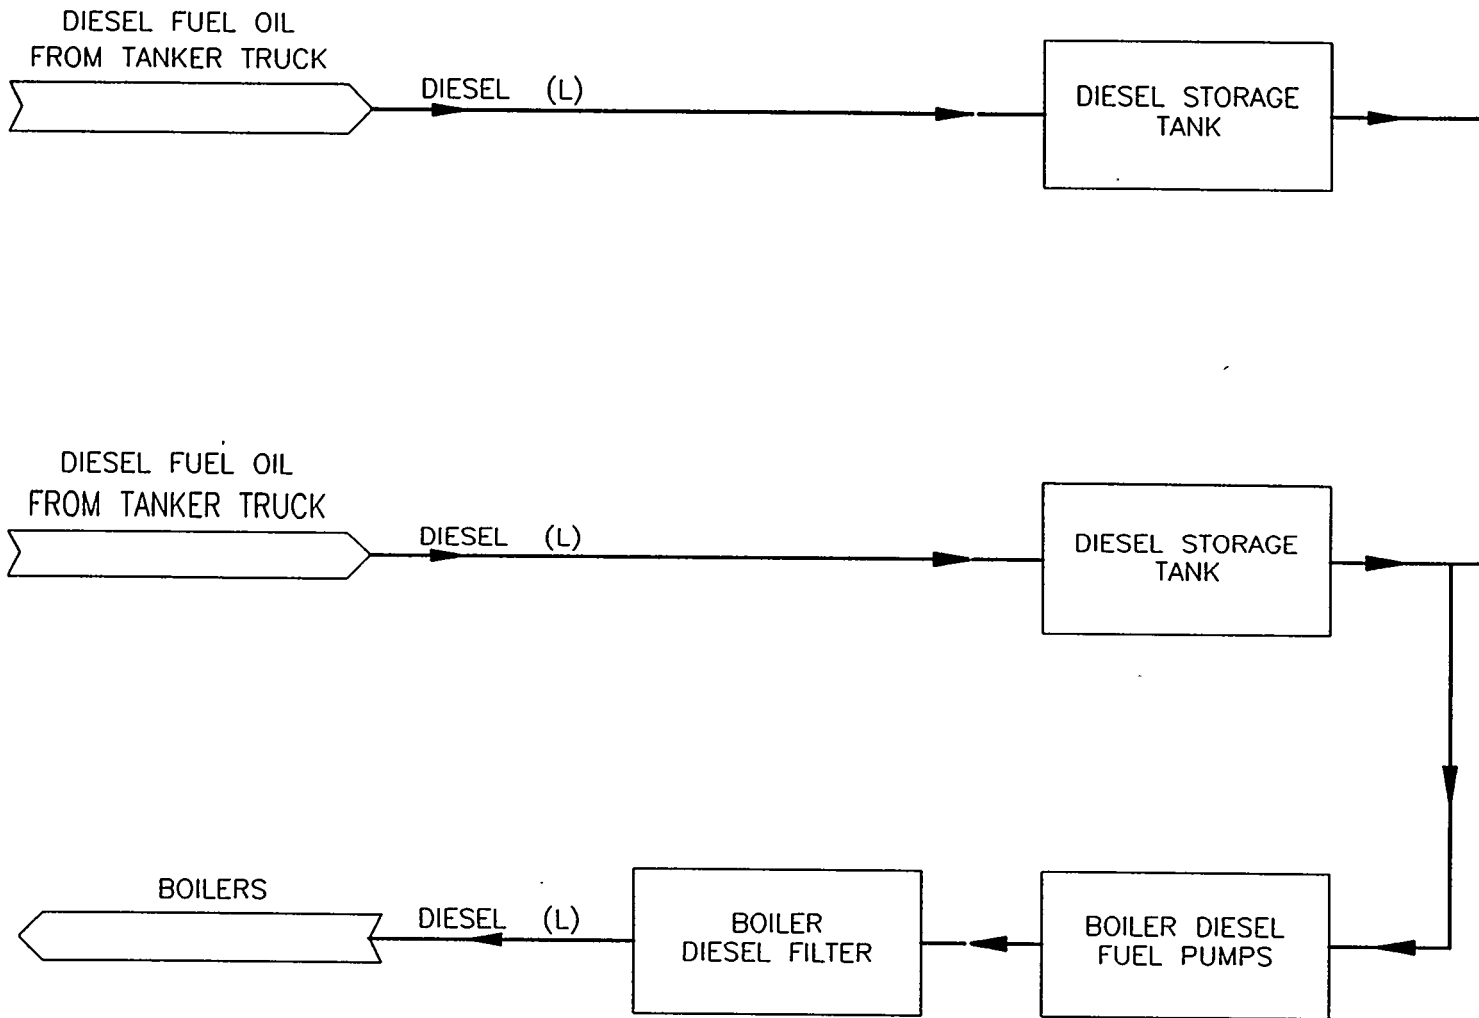 DIESEL FUEL OIL
FROM TANKER TRUCK
DIESEL (L)
DIESEL STORAGE
TANK
DIESEL FUEL OIL
FROM TANKER TRUCK
DIESEL (L)
DIESEL STORAGE
TANK
BOILERS
DIESEL (L)
BOILER
DIESEL FILTER
BOILER DIESEL
FUEL PUMPS